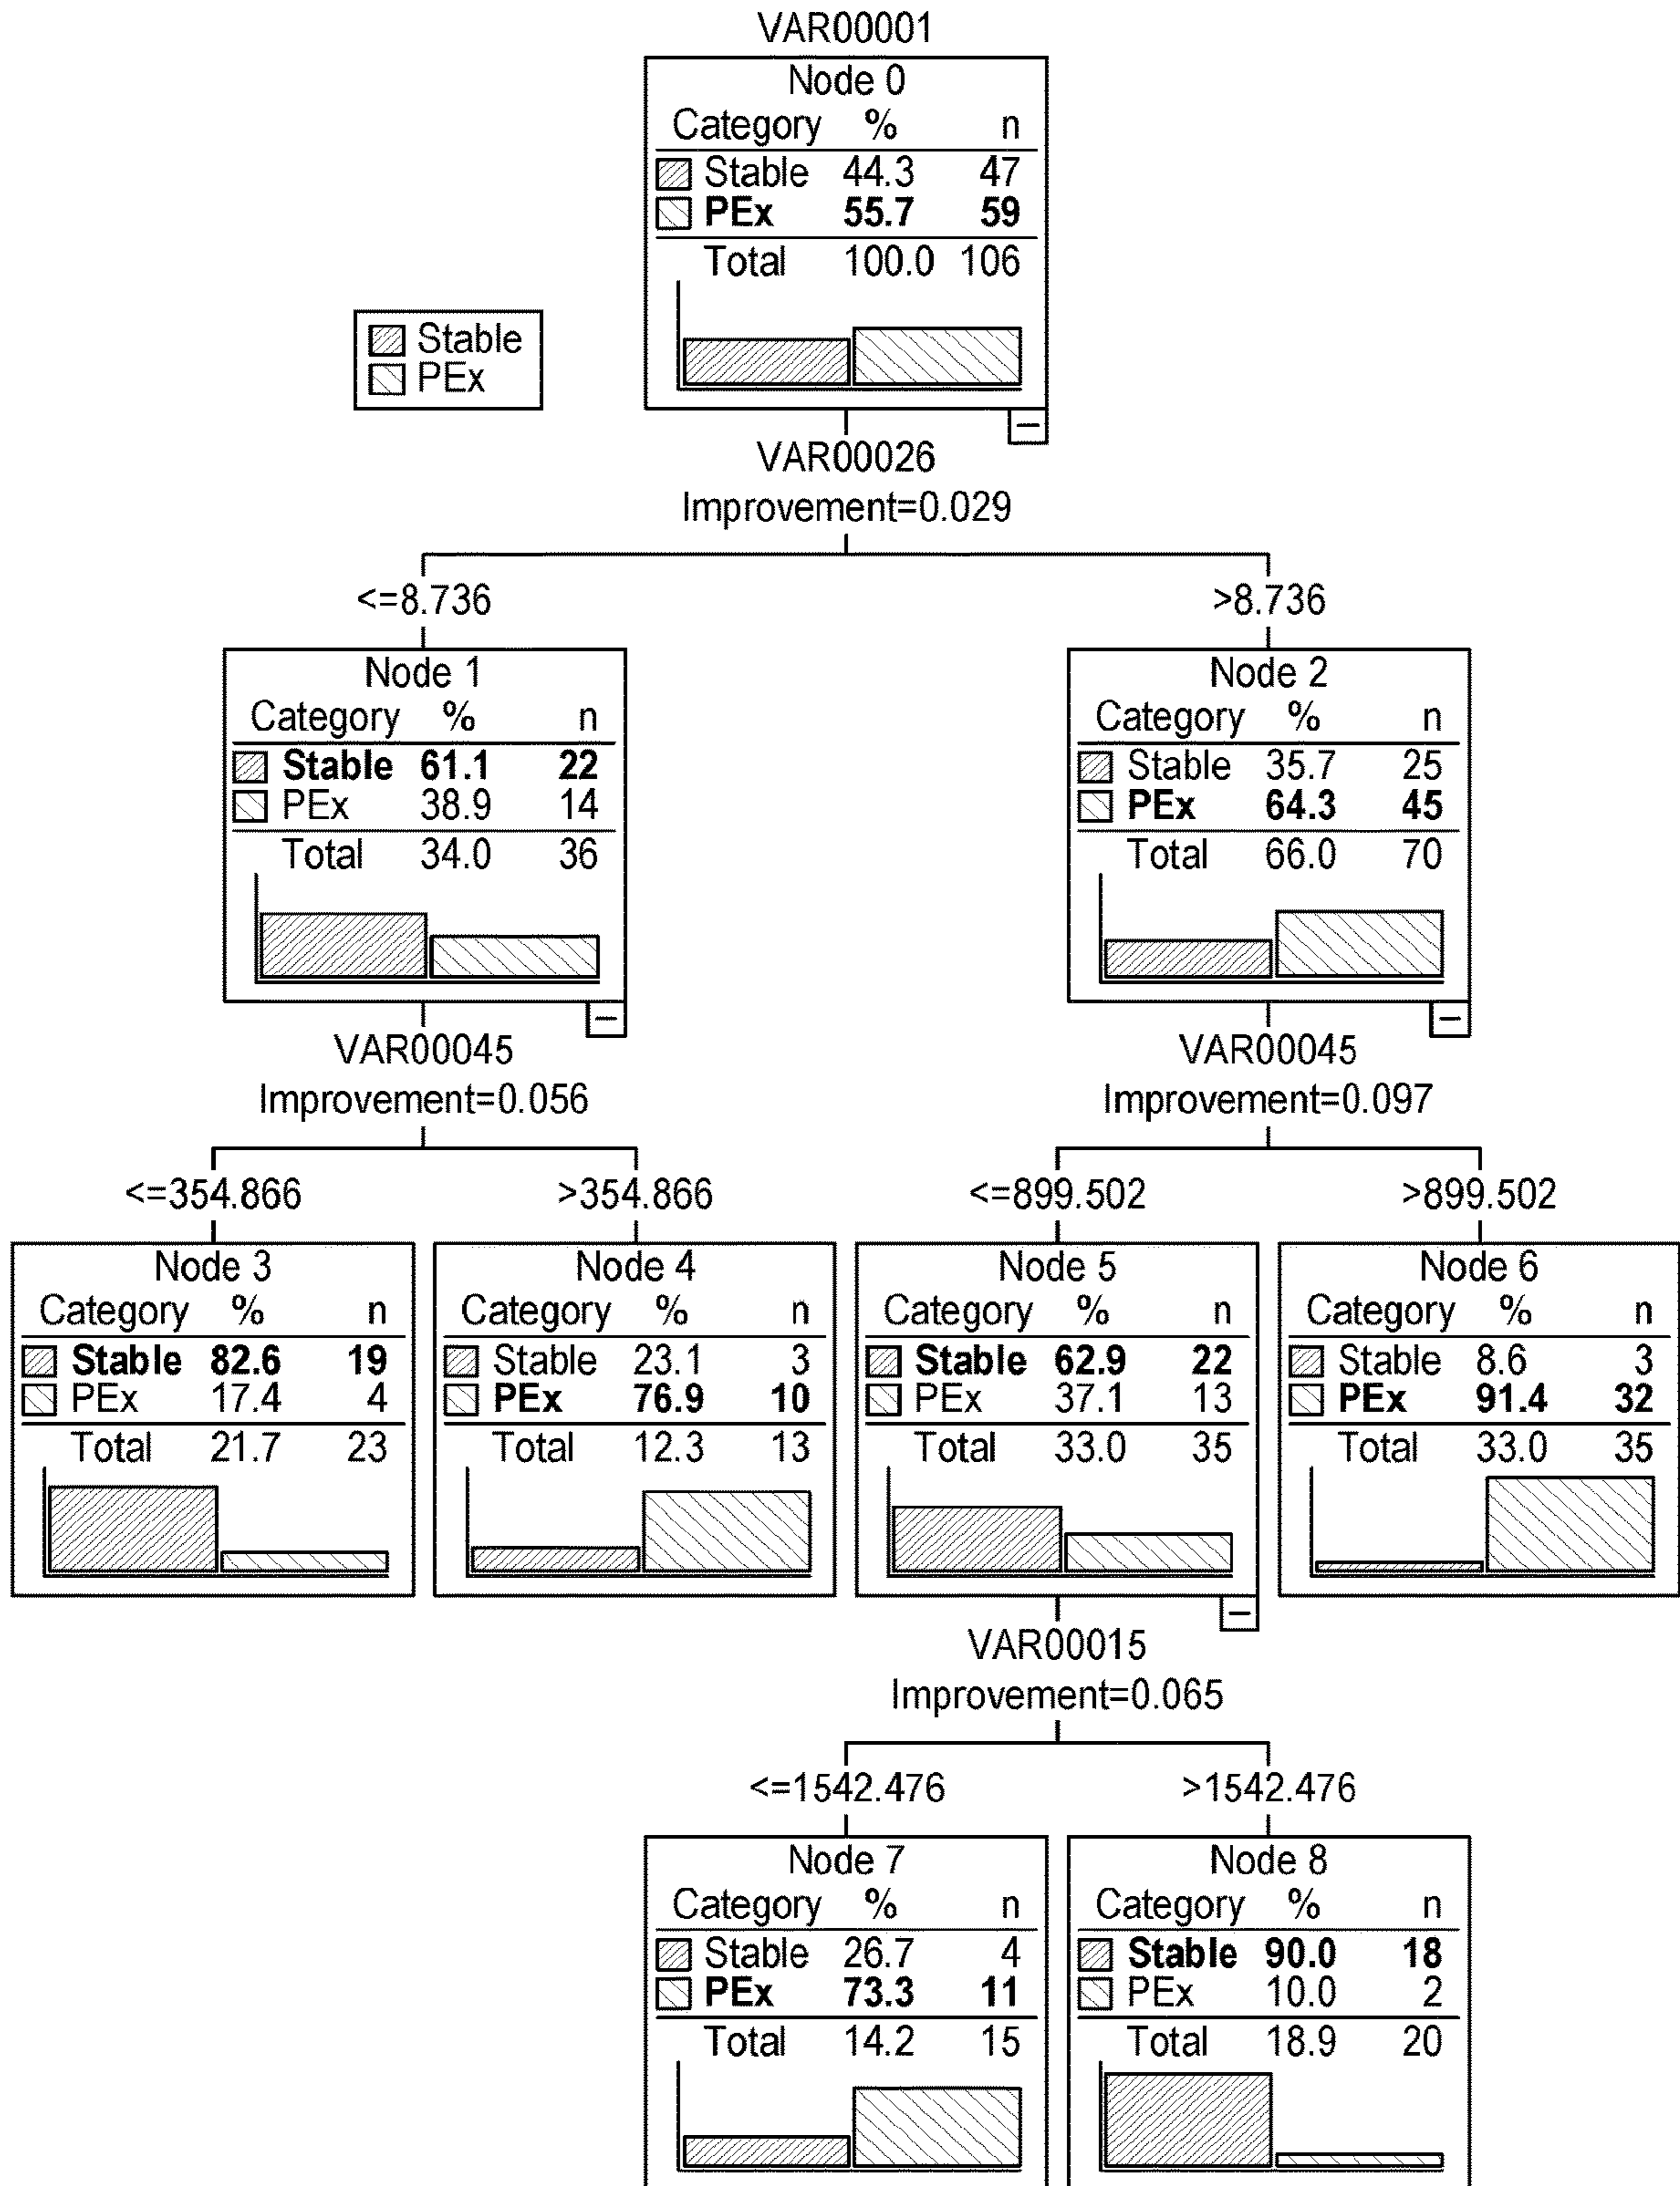 VAR00001
Node 0
Category % n
Stable 44.3 47
PEx 55.7 59
Total 100.0 106
Stable
PEx
VAR00026
Improvement=0.029
<=8.736
>8.736
Node 1
Category % n
Stable 61.1 22
PEx 38.9 14
Total 34.0 36
Node 2
Category % n
Stable 35.7 25
PEx 64.3 45
Total 66.0 70
VAR00045
Improvement=0.056
VAR00045
Improvement=0.097
<=354.866
>354.866
<=899.502
>899.502
Node 3
Category % n
Stable 82.6 19
PEx 17.4 4
Total 21.7 23
Node 4
Category % n
Stable 23.1 3
PEx 76.9 10
Total 12.3 13
Node 5
Category % n
Stable 62.9 22
PEx 37.1 13
Total 33.0 35
Node 6
Category % n
Stable 8.6 3
PEx 91.4 32
Total 33.0 35
VAR00015
Improvement=0.065
<=1542.476
>1542.476
Node 7
Category % n
Stable 26.7 4
PEx 73.3 11
Total 14.2 15
Node 8
Category % n
Stable 90.0 18
PEx 10.0 2
Total 18.9 20